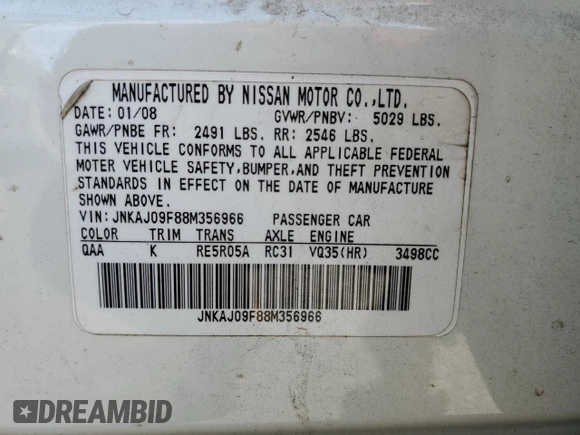 MANUFACTURED BY NISSAN MOTOR CO.,LTD.
DATE: 01/08 GVWR/PNBV: 5029 LBS.
GAWR/PNBE FR: 2491 LBS. RR: 2546 LBS.
THIS VEHICLE CONFORMS TO ALL APPLICABLE FEDERAL
MOTOR VEHICLE SAFETY,BUMPER,AND THEFT PREVENTION
STANDARDS IN EFFECT ON THE DATE OF MANUFACTURE
SHOWN ABOVE.
VIN:JNKAJ09F88M356966 PASSENGER CAR
COLOR TRIM TRANS AXLE ENGINE
QAA K RE5R05A RC31 VQ35(HR) 3498CC
JNKAJ09F88M356966
DREAMBID